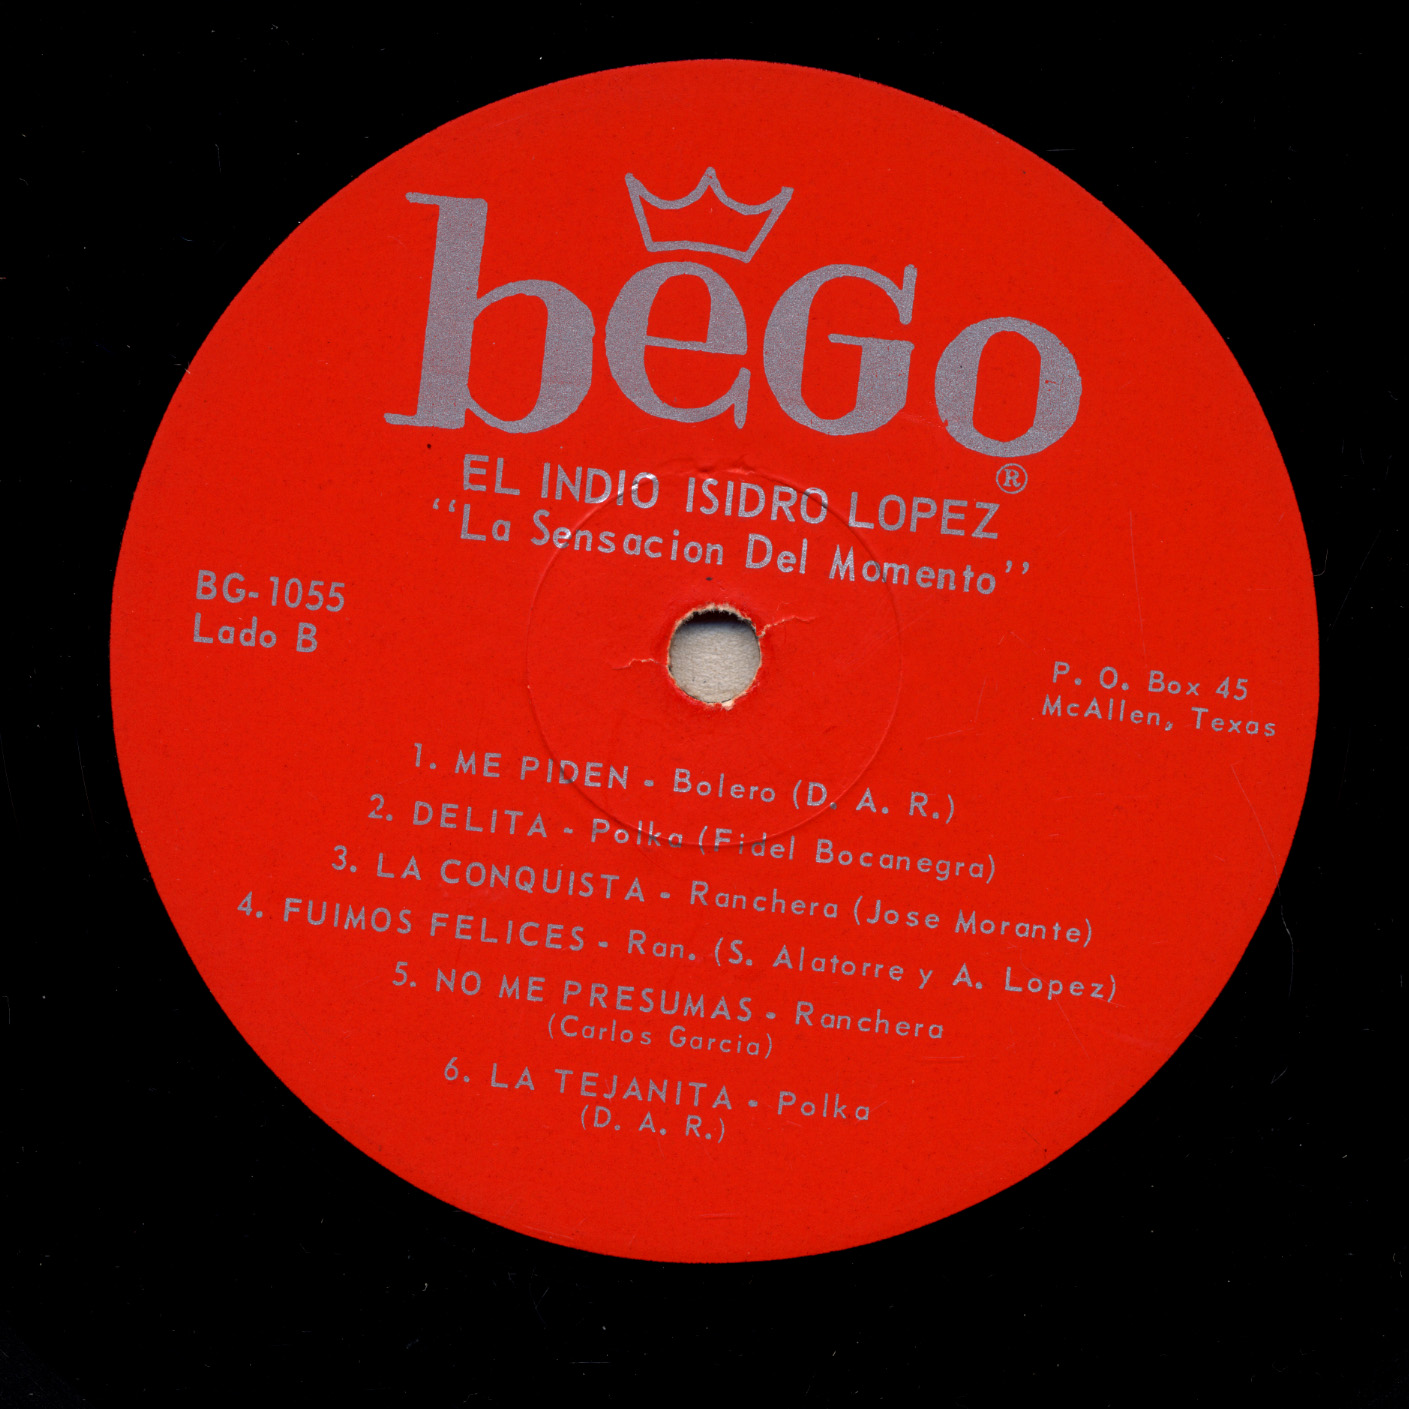 beGo
®
EL INDIO ISIDRO LOPEZ
"La Sensacion Del Momento"
BG-1055
Lado B
P. O. Box 45
McAllen, Texas
1. ME PIDEN - Bolero (D. A. R.)
2. DELITA - Polka (Fidel Bocanegra)
3. LA CONQUISTA - Ranchera (Jose Morante)
4. FUIMOS FELICES - Ran. (S. Alatorre y A. Lopez)
5. NO ME PRESUMAS - Ranchera
(Carlos Garcia)
6. LA TEJANITA - Polka
(D. A. R.)